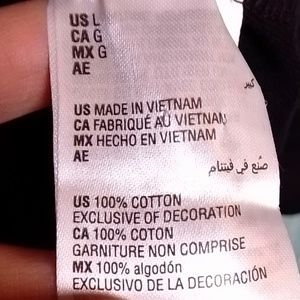 US L
CA G
MX G
AE كبير
US MADE IN VIETNAM
CA FABRIQUÉ AU VIETNAM
MX HECHO EN VIETNAM
AE صنع في فيتنام
US 100% COTTON
EXCLUSIVE OF DECORATION
CA 100% COTON
GARNITURE NON COMPRISE
MX 100% algodón
EXCLUSIVO DE LA DECORACIÓN